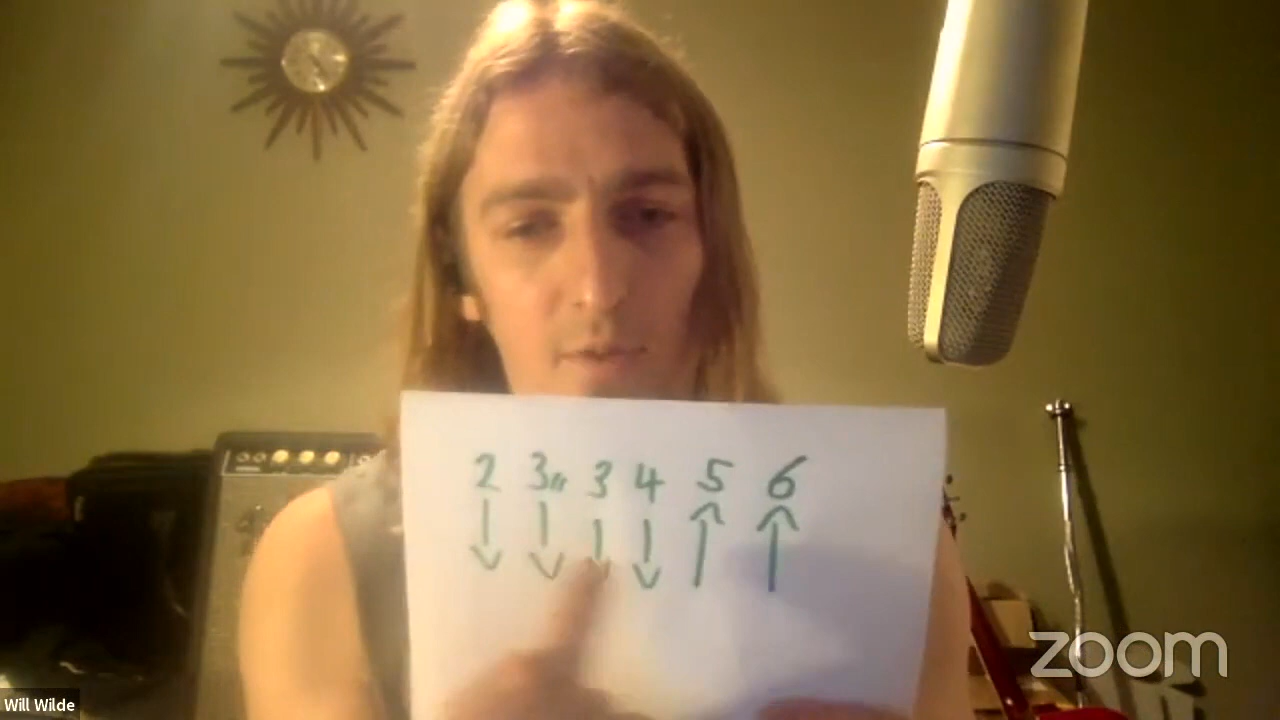 2 3" 3 4 5 6
↓ ↓ ↓ ↓ ↑ ↑
zoom
Will Wilde